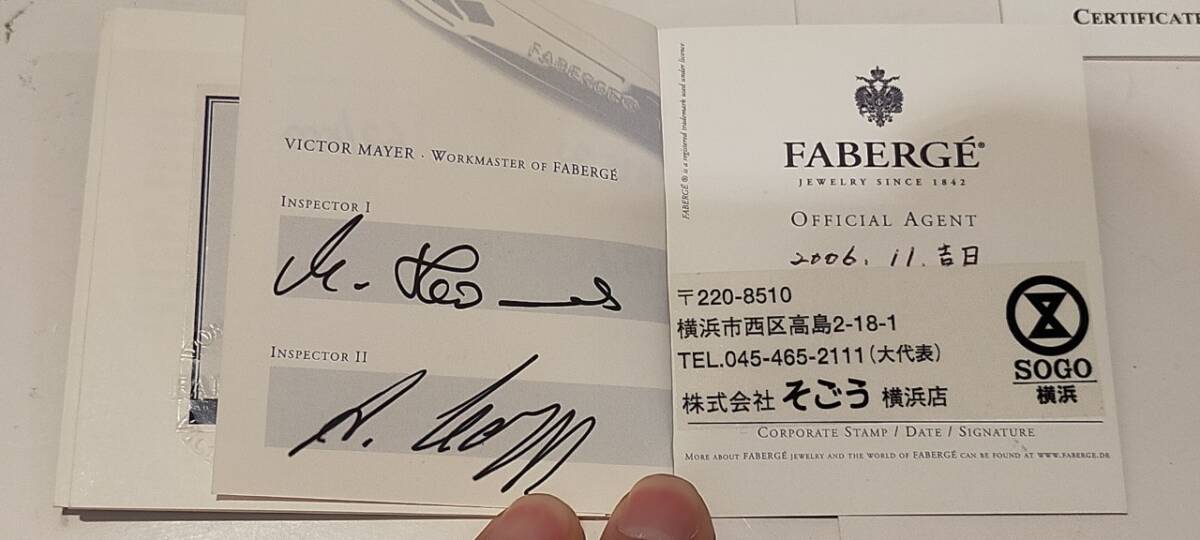 FABERGÉ
VICTOR MAYER · WORKMASTER OF FABERGÉ
INSPECTOR I
INSPECTOR II
CERTIFICATE
FABERGÉ ® is a registered trademark used under licence
FABERGÉ®
JEWELRY SINCE 1842
OFFICIAL AGENT
2006. 11. 吉日
〒220-8510
横浜市西区高島2-18-1
TEL.045-465-2111(大代表)
株式会社 そごう 横浜店
SOGO
横浜
CORPORATE STAMP / DATE / SIGNATURE
MORE ABOUT FABERGÉ JEWELRY AND THE WORLD OF FABERGÉ CAN BE FOUND AT WWW.FABERGE.DE